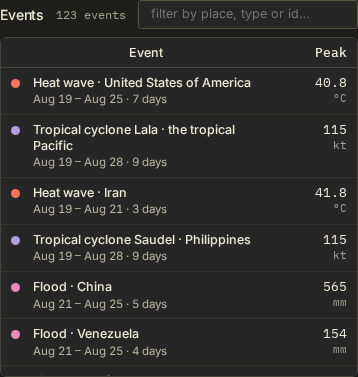 Events 123 events filter by place, type or id...
Event Peak
Heat wave · United States of America 40.8
Aug 19 – Aug 25 · 7 days °C
Tropical cyclone Lala · the tropical 115
Pacific kt
Aug 19 – Aug 28 · 9 days
Heat wave · Iran 41.8
Aug 19 – Aug 21 · 3 days °C
Tropical cyclone Saudel · Philippines 115
Aug 19 – Aug 28 · 9 days kt
Flood · China 565
Aug 21 – Aug 25 · 5 days mm
Flood · Venezuela 154
Aug 21 – Aug 25 · 4 days mm